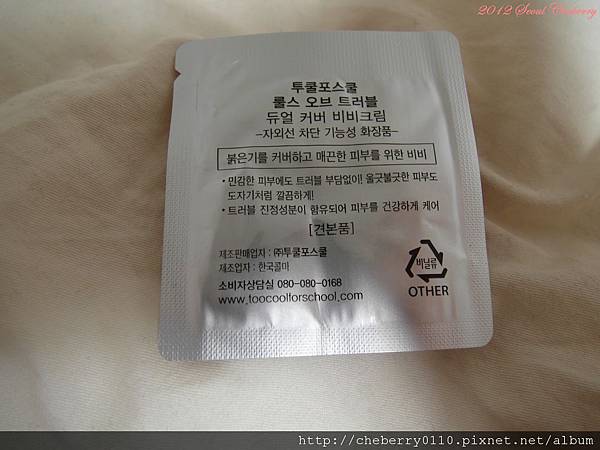 2012 Seoul Cheberry
투쿨포스쿨
룰스 오브 트러블
듀얼 커버 비비크림
-자외선 차단 기능성 화장품-
붉은기를 커버하고 매끈한 피부를 위한 비비
• 민감한 피부에도 트러블 부담없이! 울긋불긋한 피부도
도자기처럼 깔끔하게!
• 트러블 진정성분이 함유되어 피부를 건강하게 케어
[견본품]
제조판매업자 : ㈜투쿨포스쿨
제조업자 : 한국콜마
소비자상담실 080-080-0168
www.toocoolforschool.com
비닐류
OTHER
http://cheberry0110.pixnet.net/album